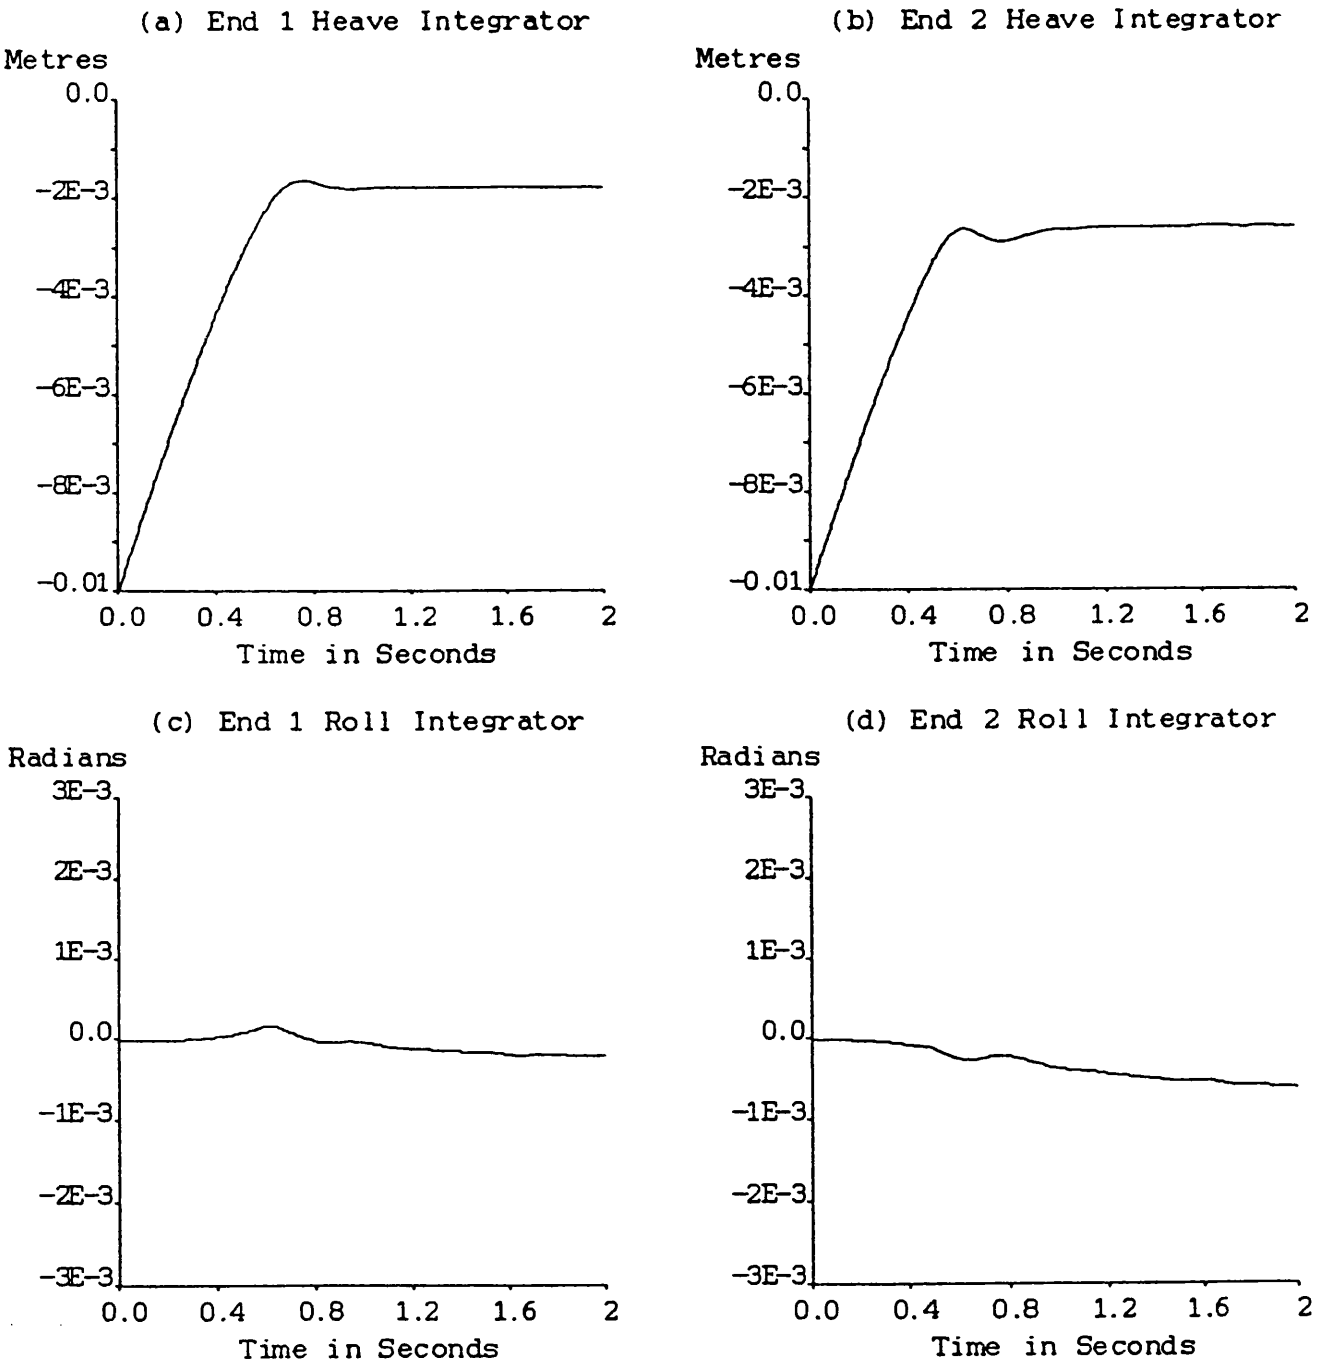 (a) End 1 Heave Integrator
Metres
0.0
-2E-3
-4E-3
-6E-3
-8E-3
-0.01
0.0 0.4 0.8 1.2 1.6 2
Time in Seconds
(b) End 2 Heave Integrator
Metres
0.0
-2E-3
-4E-3
-6E-3
-8E-3
-0.01
0.0 0.4 0.8 1.2 1.6 2
Time in Seconds
(c) End 1 Roll Integrator
Radians
3E-3
2E-3
1E-3
0.0
-1E-3
-2E-3
-3E-3
0.0 0.4 0.8 1.2 1.6 2
Time in Seconds
(d) End 2 Roll Integrator
Radians
3E-3
2E-3
1E-3
0.0
-1E-3
-2E-3
-3E-3
0.0 0.4 0.8 1.2 1.6 2
Time in Seconds